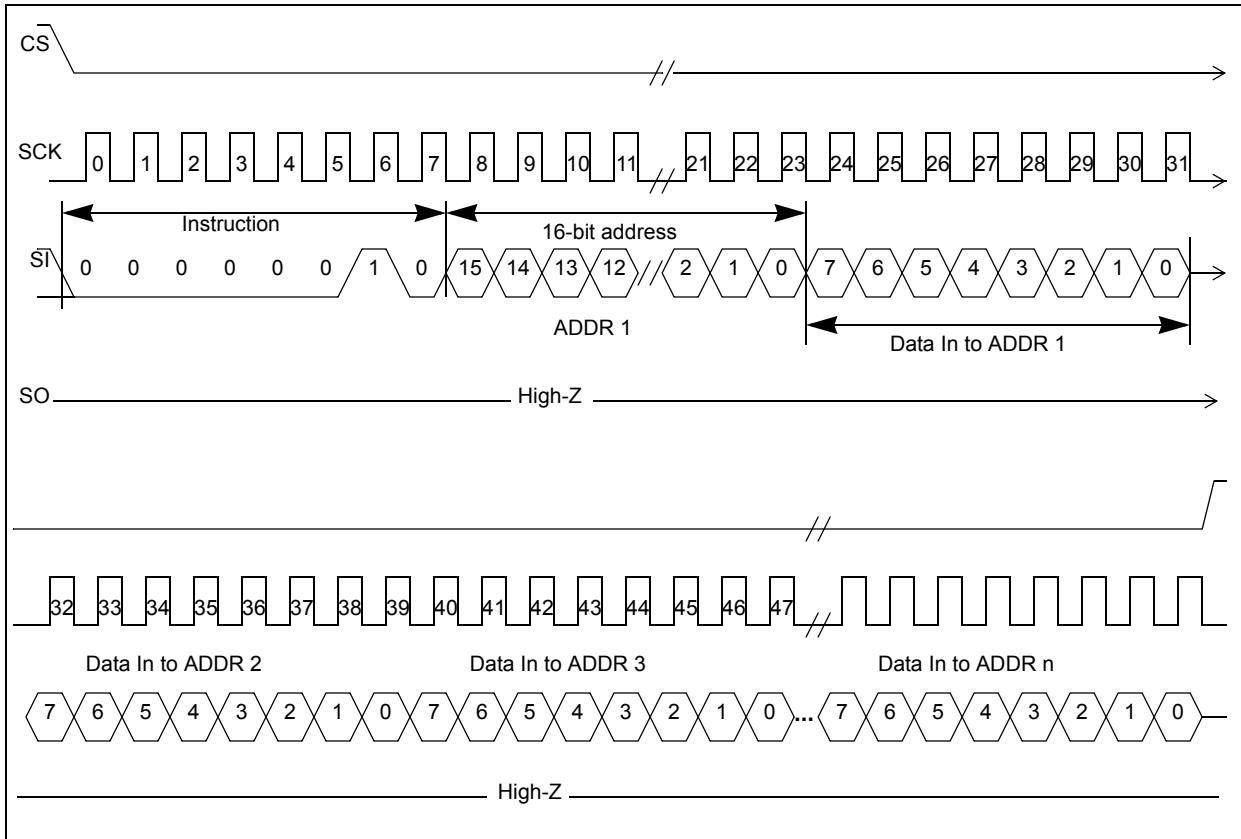 CS
SCK 0 1 2 3 4 5 6 7 8 9 10 11 21 22 23 24 25 26 27 28 29 30 31
Instruction 16-bit address
SI 0 0 0 0 0 0 1 0 15 14 13 12 2 1 0 7 6 5 4 3 2 1 0
ADDR 1 Data In to ADDR 1
SO High-Z
32 33 34 35 36 37 38 39 40 41 42 43 44 45 46 47
Data In to ADDR 2 Data In to ADDR 3 Data In to ADDR n
7 6 5 4 3 2 1 0 7 6 5 4 3 2 1 0 ... 7 6 5 4 3 2 1 0
High-Z